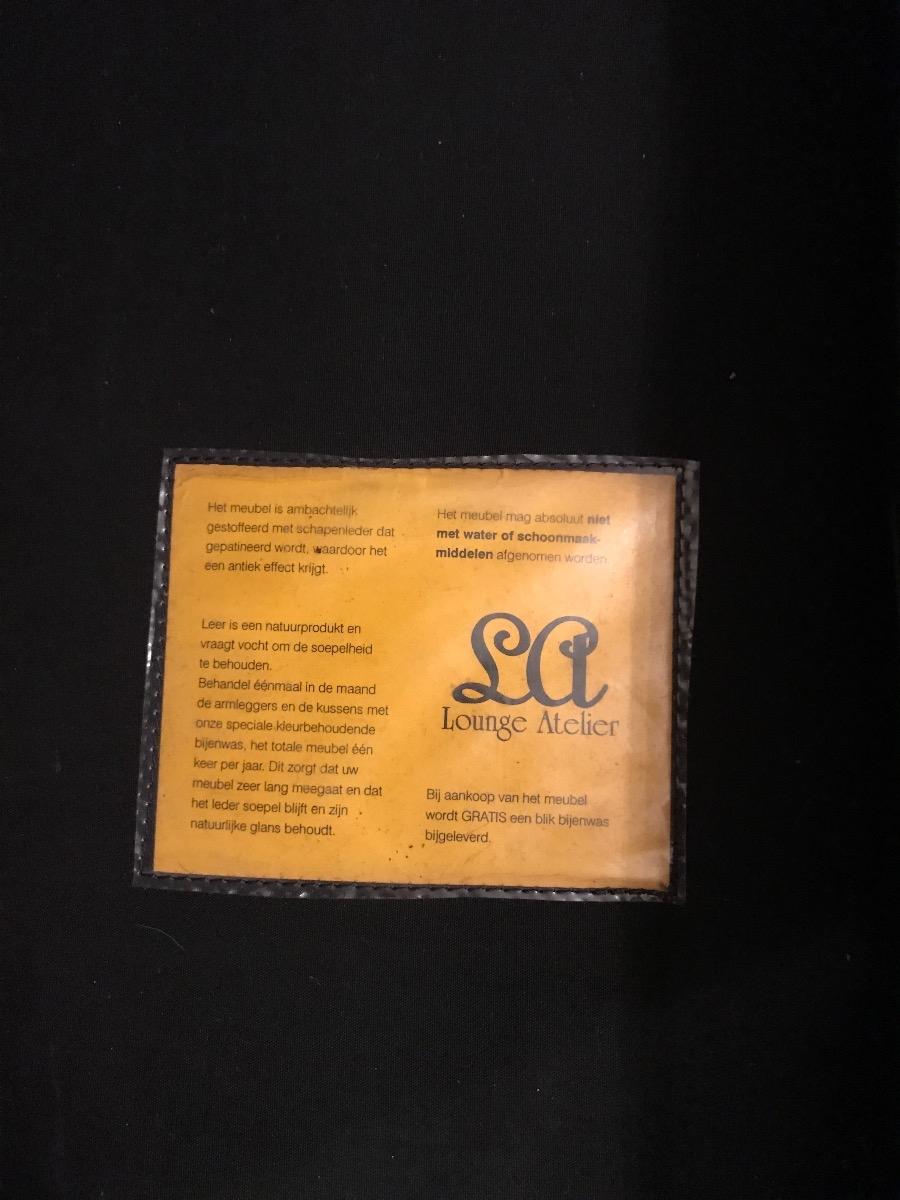 Het meubel is ambachtelijk
gestoffeerd met schapenleder dat
gepatineerd wordt, waardoor het
een antiek effect krijgt.
Leer is een natuurprodukt en
vraagt vocht om de soepelheid
te behouden.
Behandel éénmaal in de maand
de armleggers en de kussens met
onze speciale kleurbehoudende
bijenwas, het totale meubel één
keer per jaar. Dit zorgt dat uw
meubel zeer lang meegaat en dat
het leder soepel blijft en zijn
natuurlijke glans behoudt.
Het meubel mag absoluut niet
met water of schoonmaak-
middelen afgenomen worden
LA
Lounge Atelier
Bij aankoop van het meubel
wordt GRATIS een blik bijenwas
bijgeleverd.